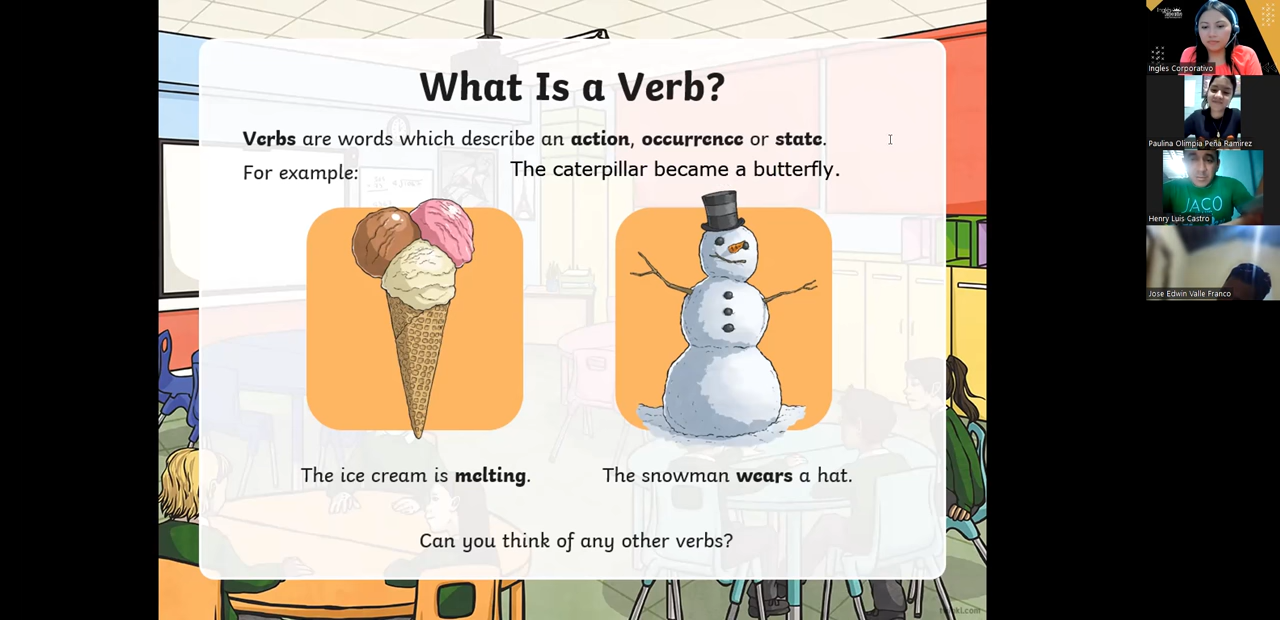 What Is a Verb?
Verbs are words which describe an action, occurrence or state.
For example:
The caterpillar became a butterfly.
The ice cream is melting.
The snowman wears a hat.
Can you think of any other verbs?
Ingles Corporativo
Paulina Olimpia Peña Ramirez
JACO
Henry Luis Castro
Jose Edwin Valle Franco